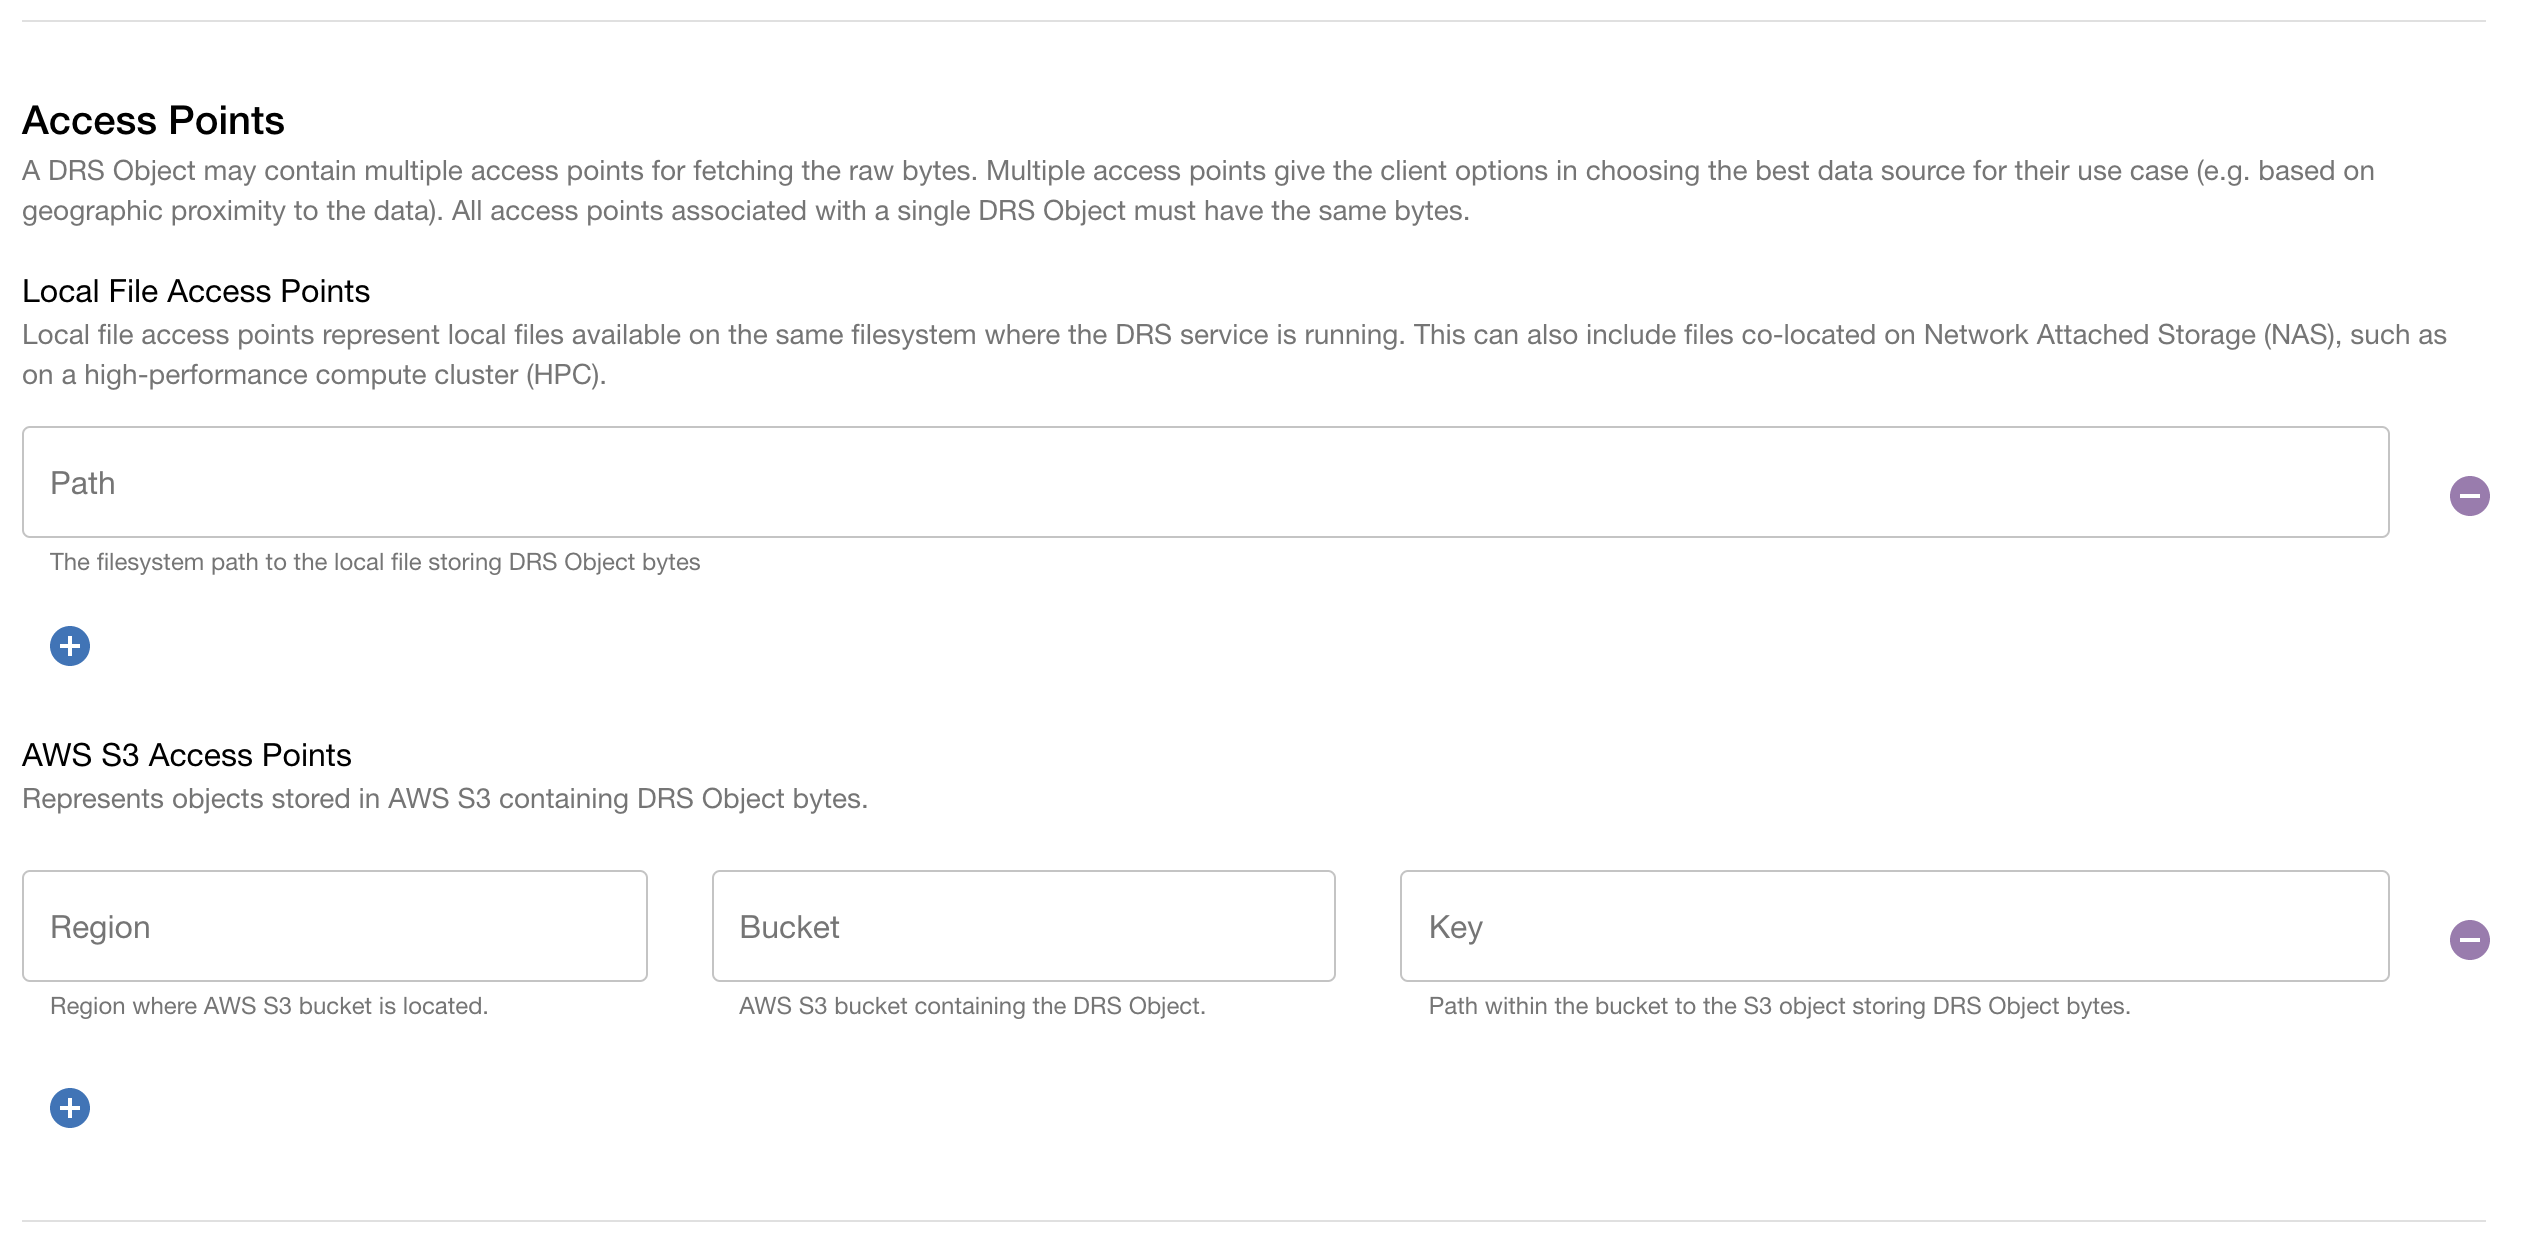 Access Points
A DRS Object may contain multiple access points for fetching the raw bytes. Multiple access points give the client options in choosing the best data source for their use case (e.g. based on
geographic proximity to the data). All access points associated with a single DRS Object must have the same bytes.
Local File Access Points
Local file access points represent local files available on the same filesystem where the DRS service is running. This can also include files co-located on Network Attached Storage (NAS), such as
on a high-performance compute cluster (HPC).
Path
The filesystem path to the local file storing DRS Object bytes
AWS S3 Access Points
Represents objects stored in AWS S3 containing DRS Object bytes.
Region
Bucket
Key
Region where AWS S3 bucket is located.
AWS S3 bucket containing the DRS Object.
Path within the bucket to the S3 object storing DRS Object bytes.